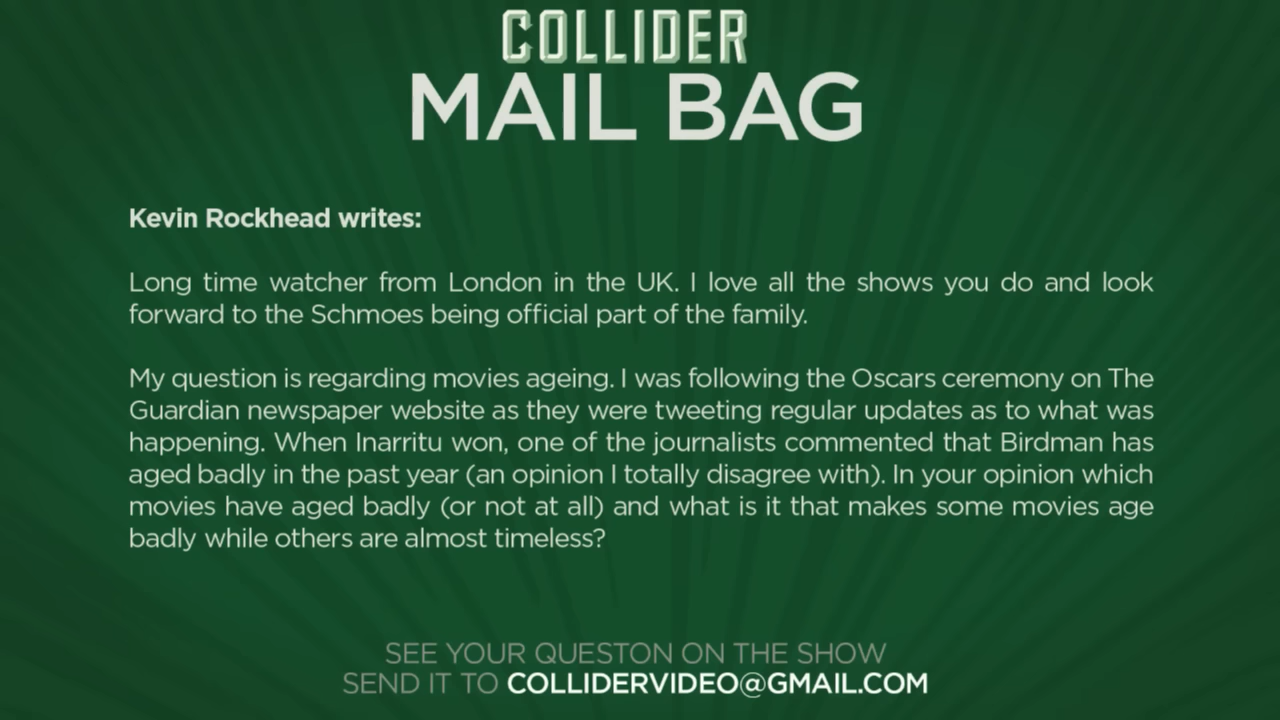 COLLIDER
MAIL BAG
Kevin Rockhead writes:
Long time watcher from London in the UK. I love all the shows you do and look
forward to the Schmoes being official part of the family.
My question is regarding movies ageing. I was following the Oscars ceremony on The
Guardian newspaper website as they were tweeting regular updates as to what was
happening. When Inarritu won, one of the journalists commented that Birdman has
aged badly in the past year (an opinion I totally disagree with). In your opinion which
movies have aged badly (or not at all) and what is it that makes some movies age
badly while others are almost timeless?
SEE YOUR QUESTON ON THE SHOW
SEND IT TO COLLIDERVIDEO@GMAIL.COM